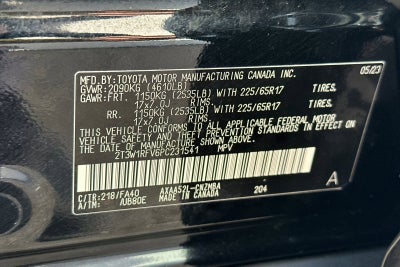 MFD BY: TOYOTA MOTOR MANUFACTURING CANADA INC. 05/23
GVWR: 2090KG (4610LB)
GAWR: FRT. 1150KG (2535LB) WITH 225/65R17 TIRES,
17x7.0J RIMS,
RR. 1150KG (2535LB) WITH 225/65R17 TIRES,
17x7.0J RIMS,
THIS VEHICLE CONFORMS TO ALL APPLICABLE FEDERAL MOTOR
VEHICLE SAFETY AND THEFT PREVENTION STANDARDS IN EFFECT
ON THE DATE OF MANUFACTURE SHOWN ABOVE.
2T3W1RFV6PC231541 MPV
C/TR: 218/FA40 AXAA52L-CNZMBA 204 A
A/TM: /UB80E MADE IN CANADA